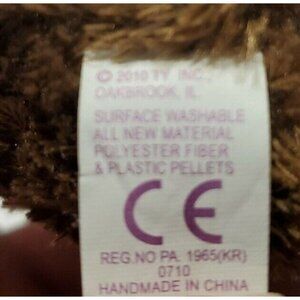 © 2010 TY INC.,
OAKBROOK, IL
SURFACE WASHABLE
ALL NEW MATERIAL
POLYESTER FIBER
& PLASTIC PELLETS
CE
REG.NO PA. 1965(KR)
0710
HANDMADE IN CHINA